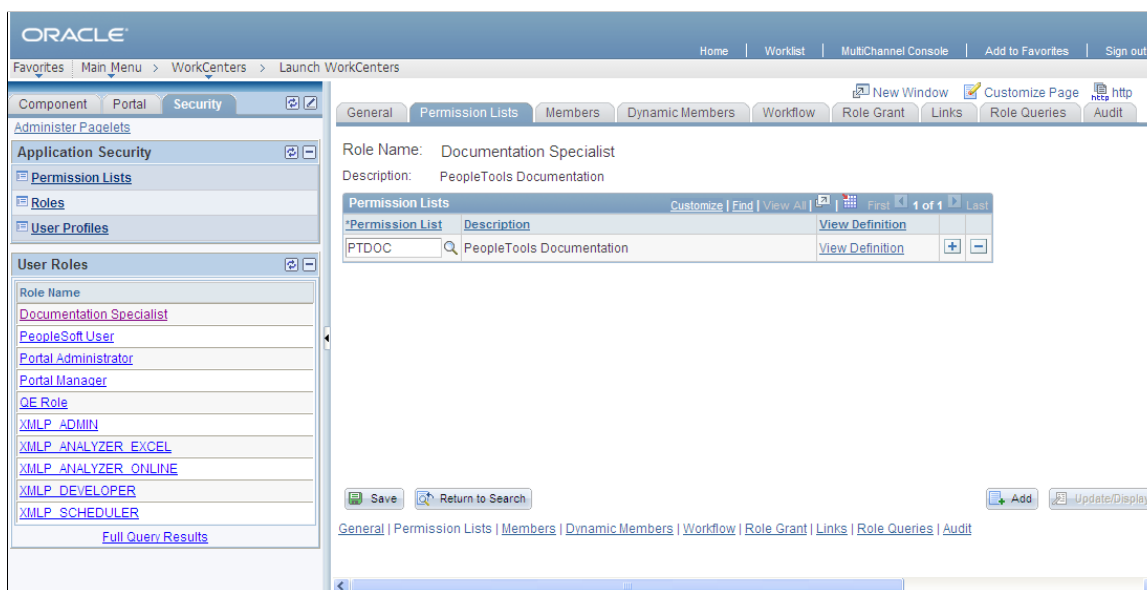 ORACLE
Home | Worklist | MultiChannel Console | Add to Favorites | Sign out
Favorites | Main Menu > WorkCenters > Launch WorkCenters
Component Portal Security
Administer Pagelets
Application Security
Permission Lists
Roles
User Profiles
User Roles
Role Name
Documentation Specialist
PeopleSoft User
Portal Administrator
Portal Manager
QE Role
XMLP_ADMIN
XMLP_ANALYZER_EXCEL
XMLP_ANALYZER_ONLINE
XMLP_DEVELOPER
XMLP_SCHEDULER
Full Query Results
New Window Customize Page http
General Permission Lists Members Dynamic Members Workflow Role Grant Links Role Queries Audit
Role Name: Documentation Specialist
Description: PeopleTools Documentation
Permission Lists Customize | Find | View All | First 1 of 1 Last
*Permission List Description View Definition
PTDOC PeopleTools Documentation View Definition
Save Return to Search Add Update/Display
General | Permission Lists | Members | Dynamic Members | Workflow | Role Grant | Links | Role Queries | Audit